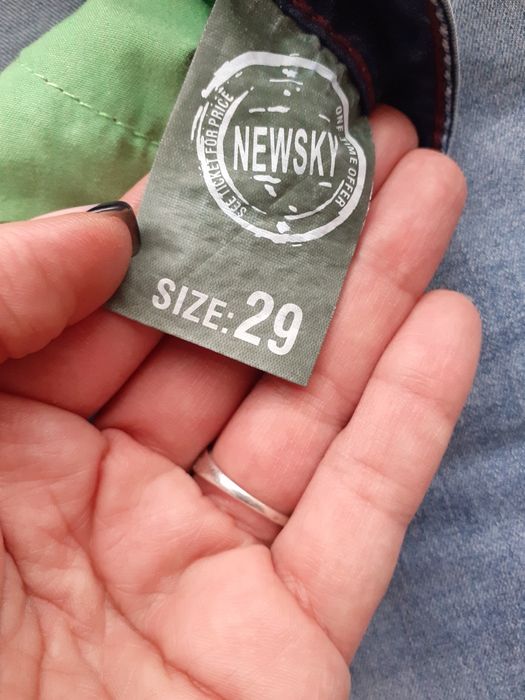 SEE TICKET FOR PRICE
ONE TIME OFFER
NEWSKY
SIZE: 29